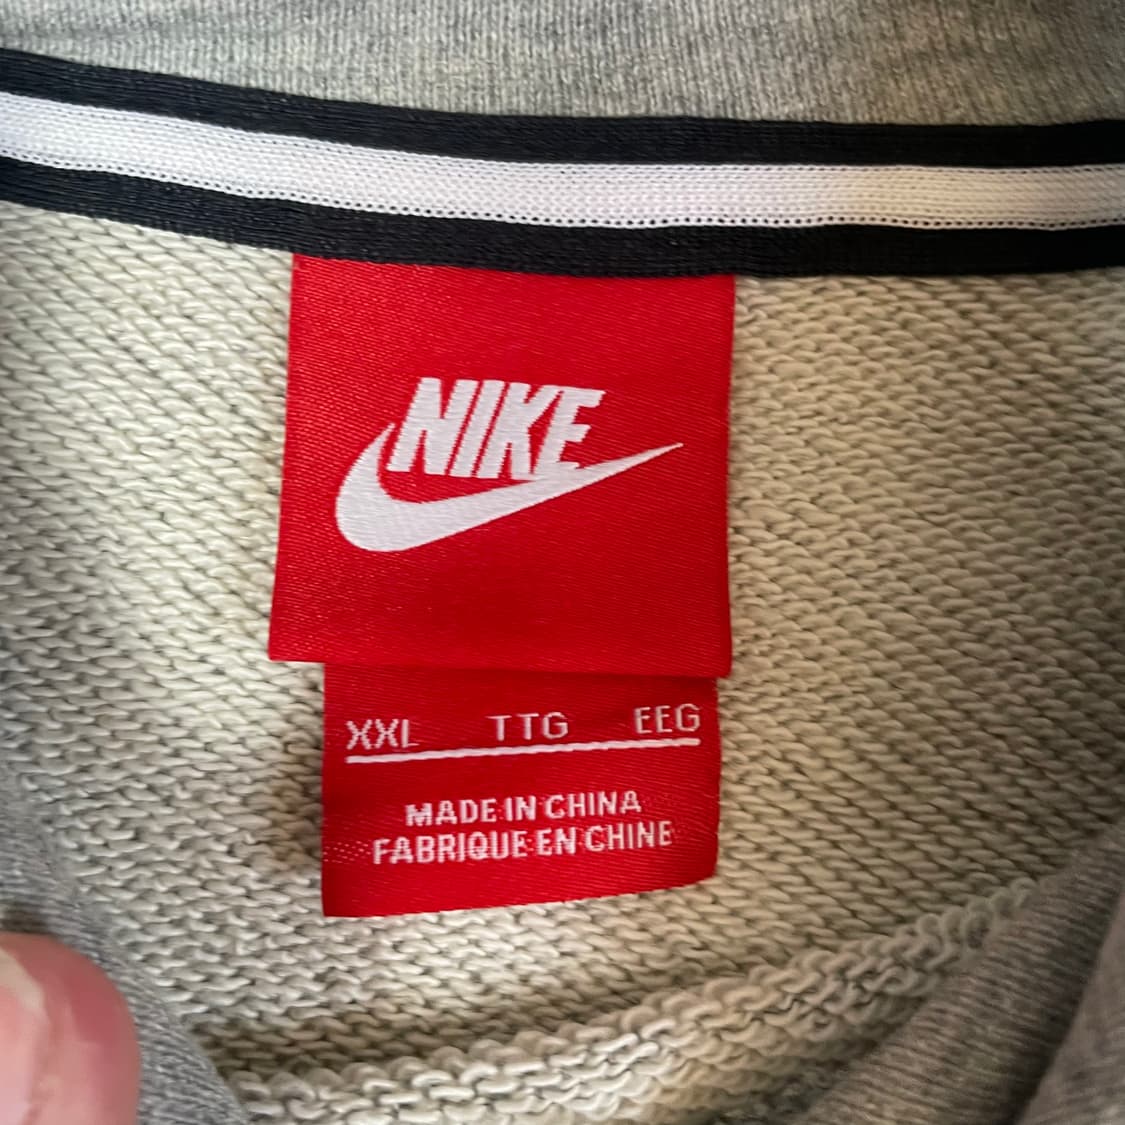 NIKE
XXL TTG EEG
MADE IN CHINA
FABRIQUE EN CHINE